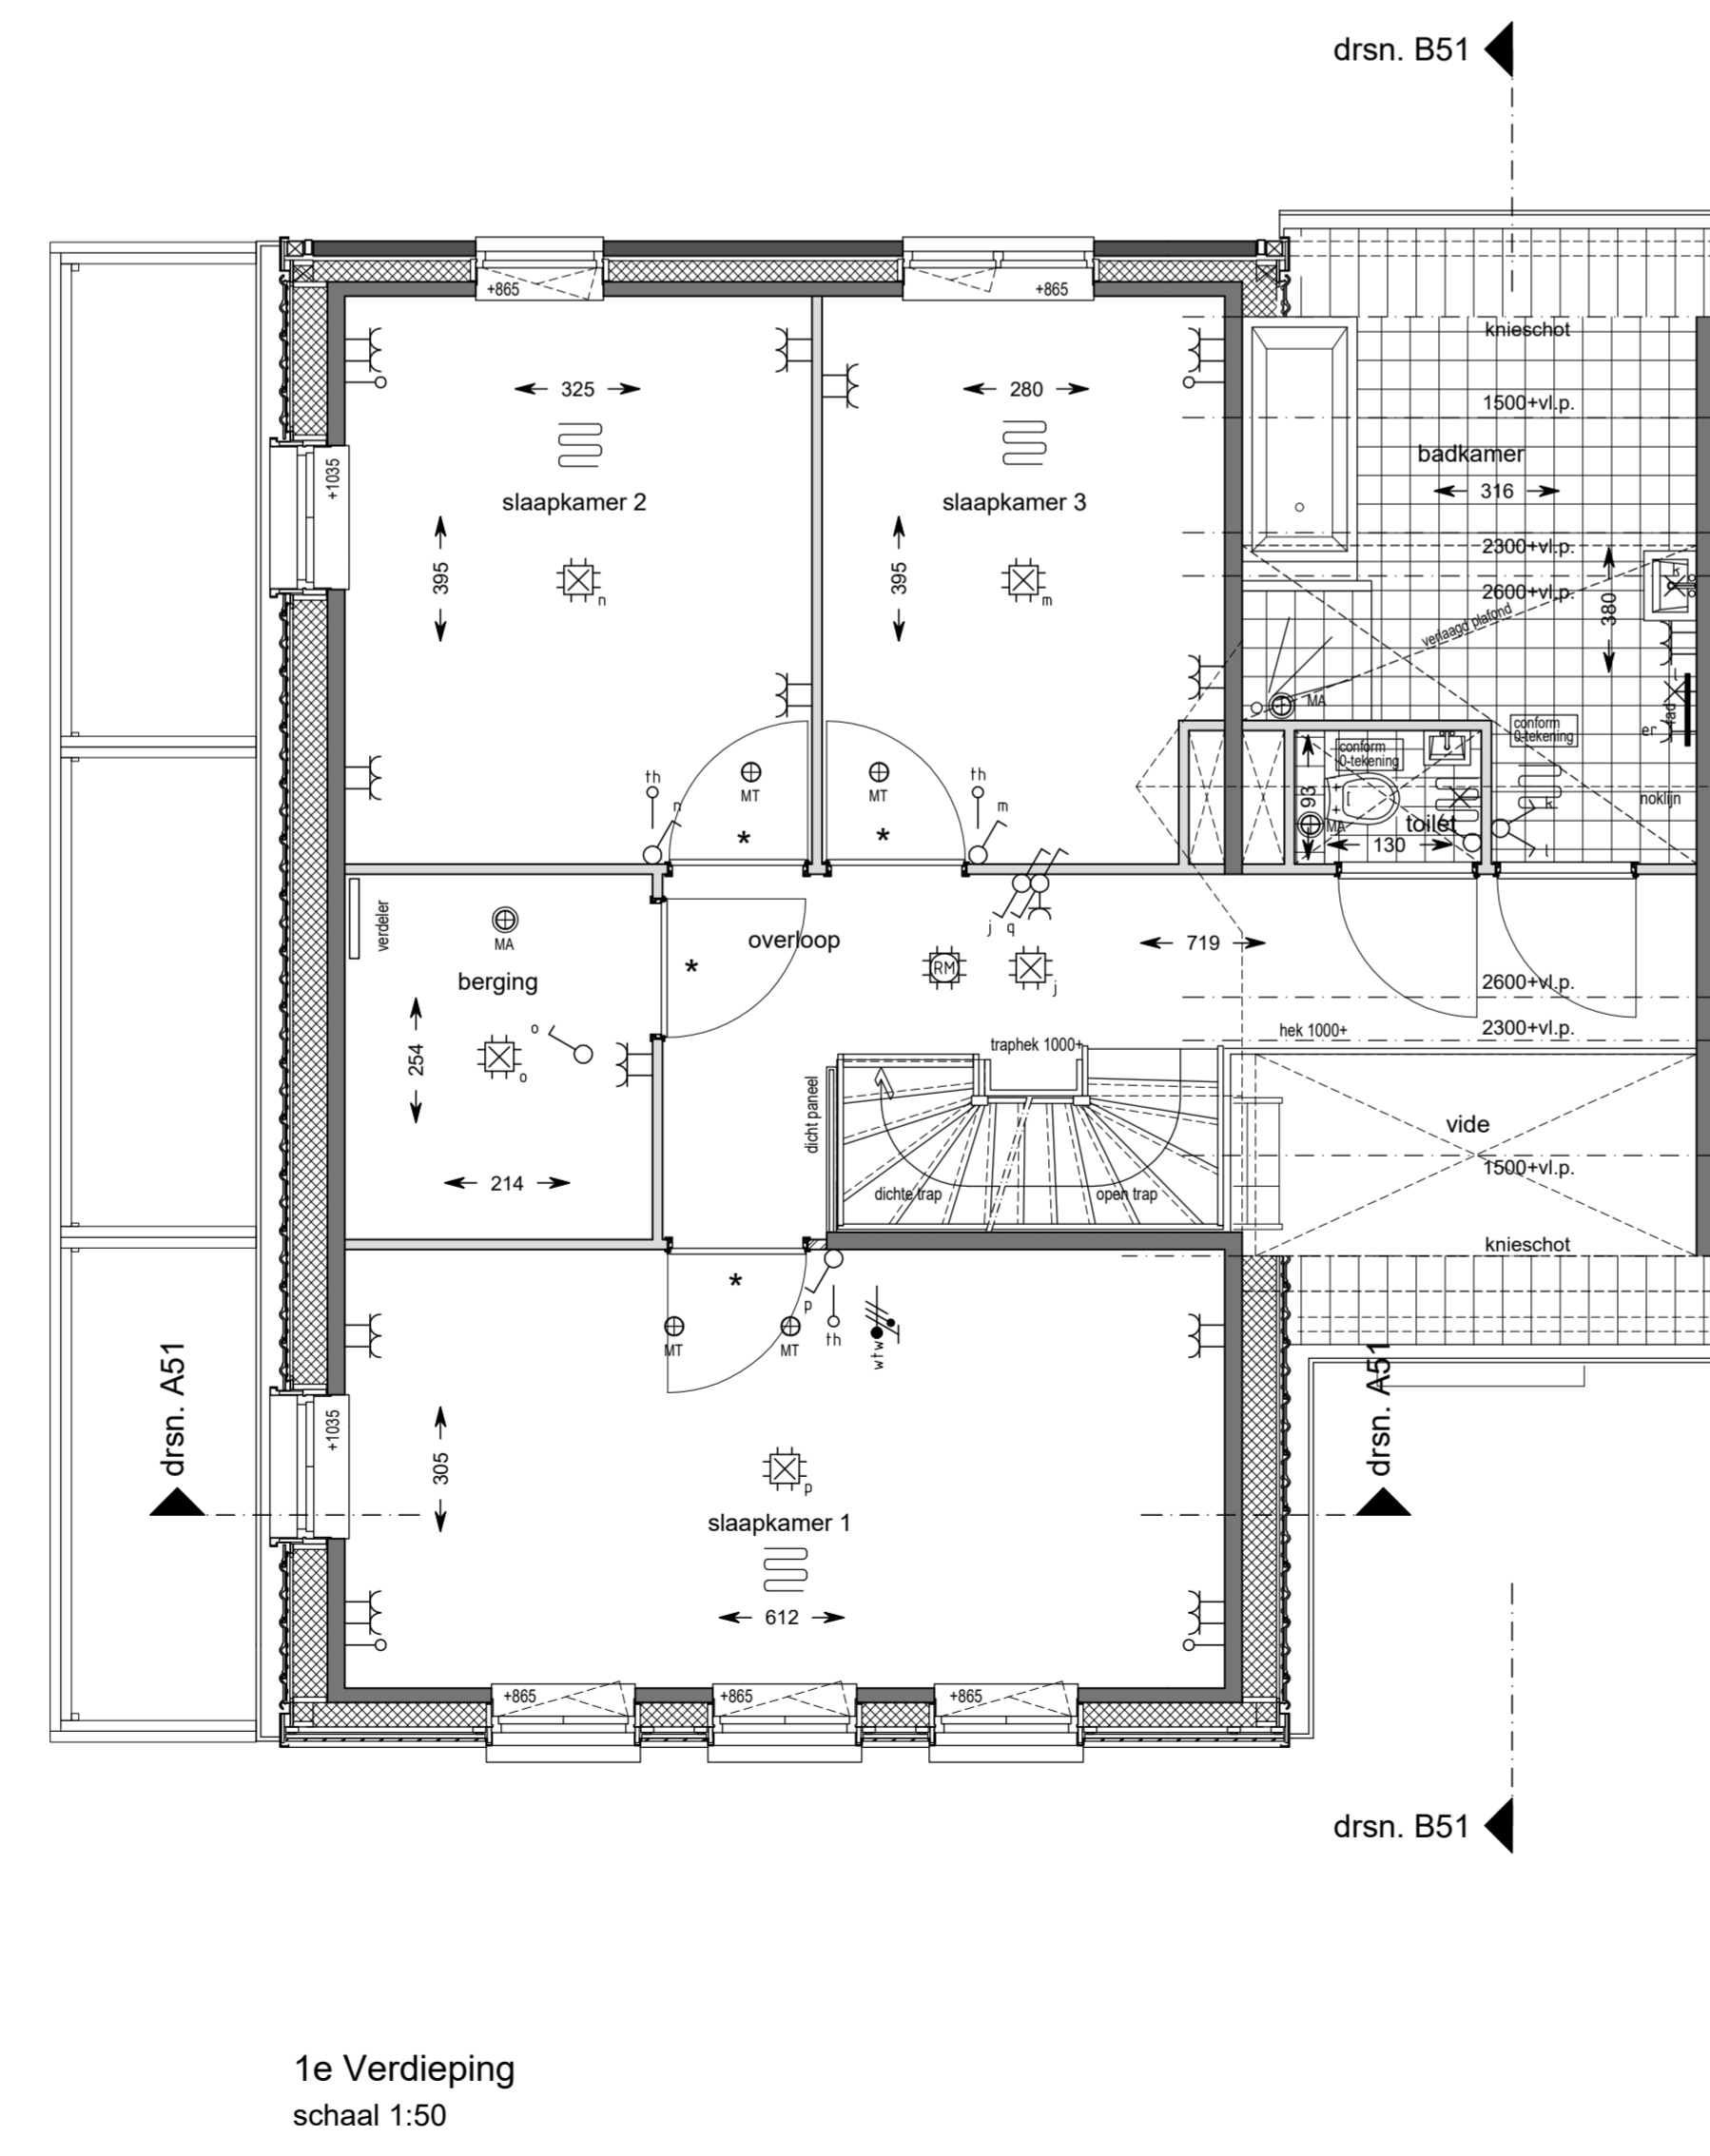 drsn. B51
+865
+865
knieschot
325
280
1500+vl.p.
badkamer
+1035
316
slaapkamer 2
slaapkamer 3
2300+vl.p.
395
395
k
2600+vl.p.
n
m
380
verlaagd plafond
MA
rad
er
conform
0-tekening
conform
0-tekening
th
n
MT
MT
th
m
93
k
noklijn
MA
toilet
130
l
verdeler
MA
overloop
j
q
719
berging
RM
j
2600+vl.p.
o
hek 1000+
2300+vl.p.
traphek 1000+
254
o
dicht paneel
vide
1500+vl.p.
214
dichte trap
open trap
knieschot
p
th
MT
MT
wtw
drsn. A51
drsn. A51
+1035
305
p
slaapkamer 1
612
+865
+865
+865
drsn. B51
1e Verdieping
schaal 1:50